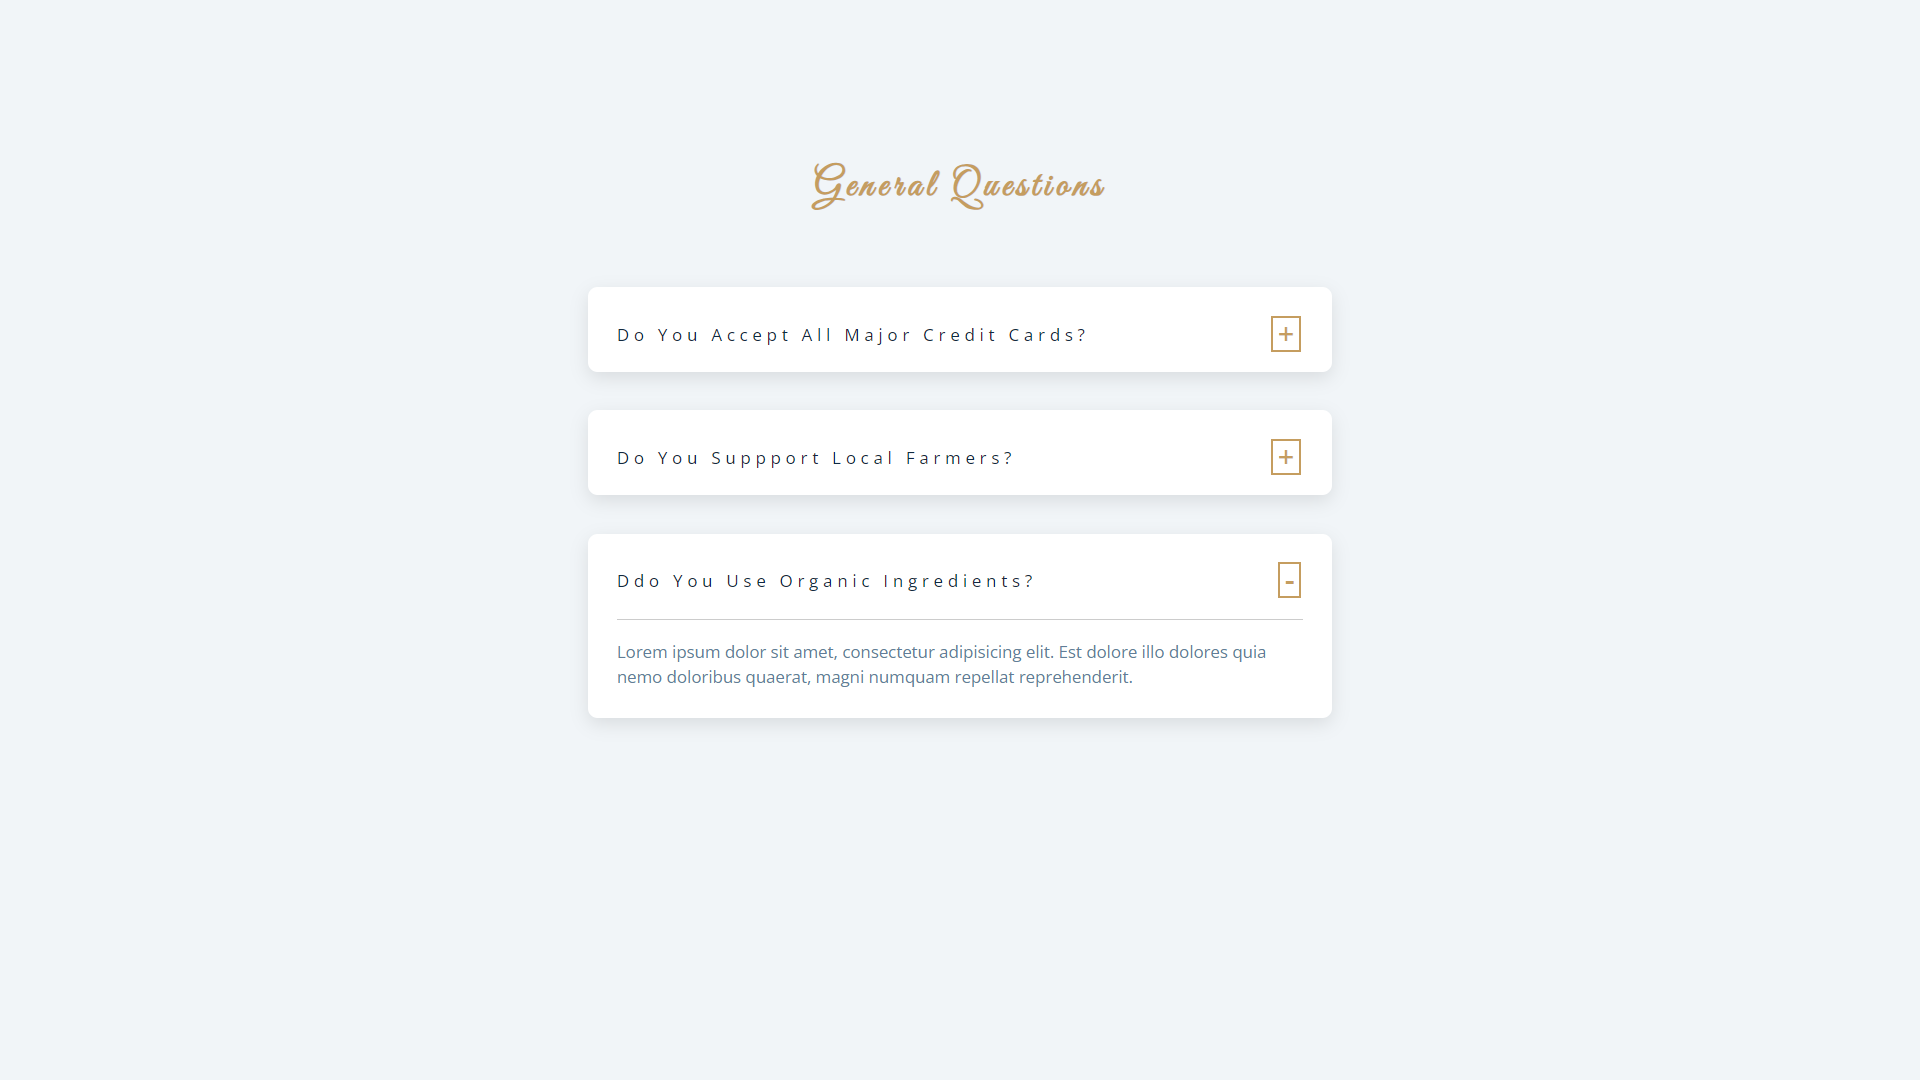 General Questions
Do You Accept All Major Credit Cards?
+
Do You Suppport Local Farmers?
+
Ddo You Use Organic Ingredients?
-
Lorem ipsum dolor sit amet, consectetur adipisicing elit. Est dolore illo dolores quia
nemo doloribus quaerat, magni numquam repellat reprehenderit.